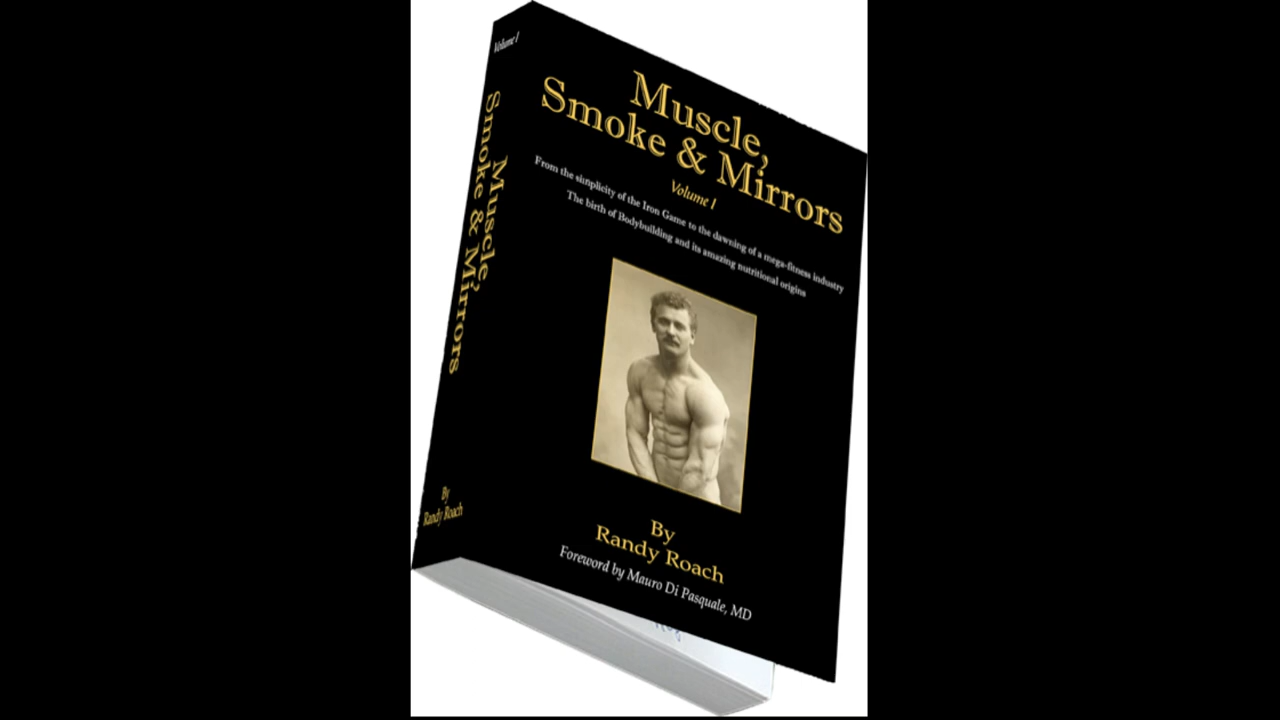 Volume I
Muscle,
Smoke & Mirrors
By
Randy Roach
Muscle,
Smoke & Mirrors
Volume I
From the simplicity of the Iron Game to the dawning of a mega-fitness industry
The birth of Bodybuilding and its amazing nutritional origins
By
Randy Roach
Foreword by Mauro Di Pasquale, MD